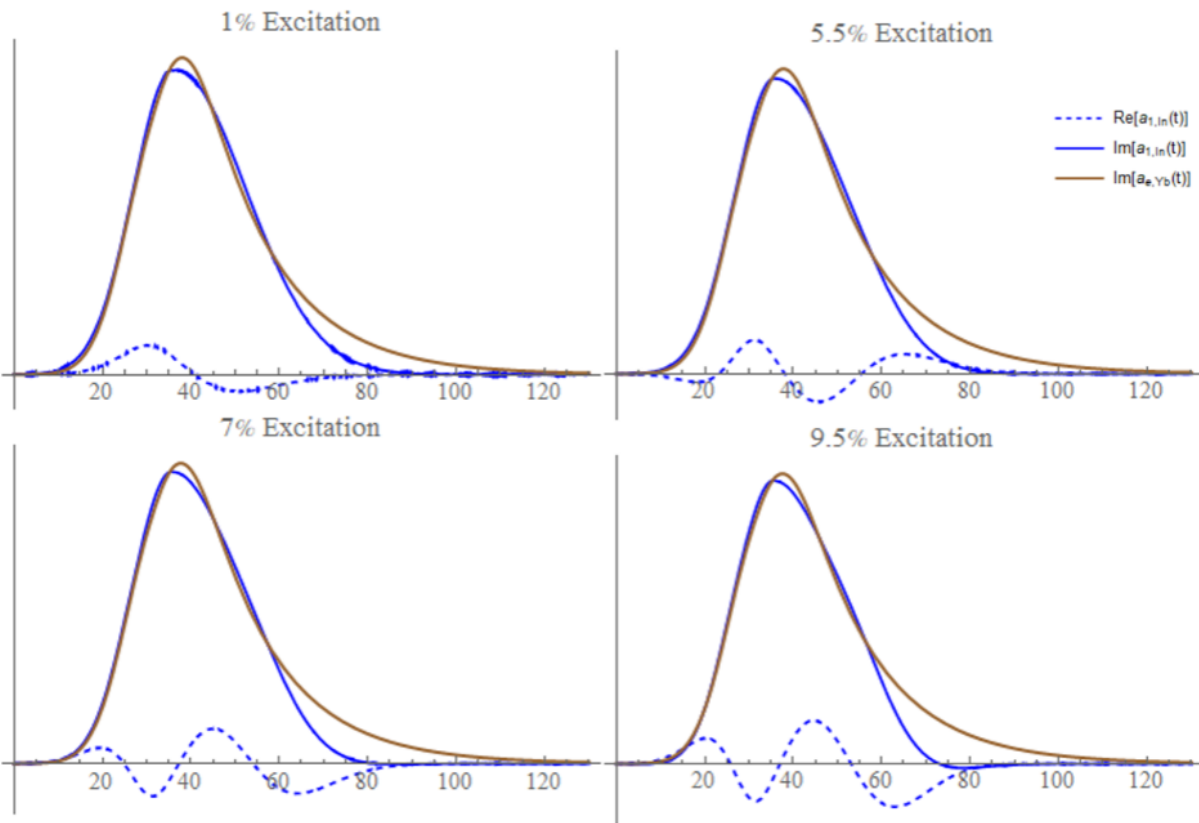 1% Excitation
5.5% Excitation
Re[a1,In(t)]
Im[a1,In(t)]
Im[ae,Yb(t)]
20 40 60 80 100 120
20 40 60 80 100 120
7% Excitation
9.5% Excitation
20 40 60 80 100 120
20 40 60 80 100 120